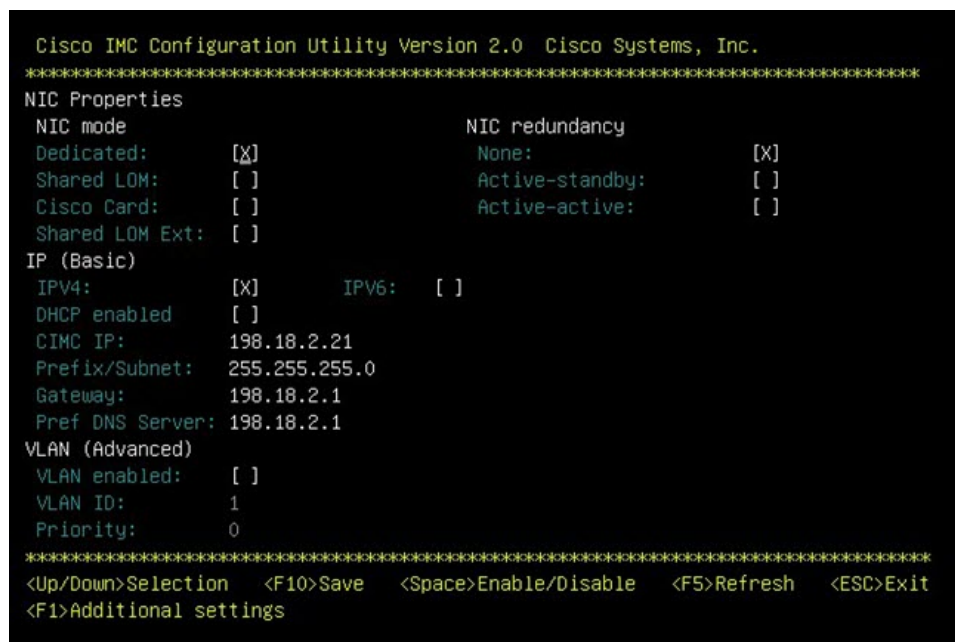 Cisco IMC Configuration Utility Version 2.0 Cisco Systems, Inc.
**************************************************************************************************
NIC Properties
NIC mode NIC redundancy
Dedicated: [X] None: [X]
Shared LOM: [ ] Active-standby: [ ]
Cisco Card: [ ] Active-active: [ ]
Shared LOM Ext: [ ]
IP (Basic)
IPV4: [X] IPV6: [ ]
DHCP enabled [ ]
CIMC IP: 198.18.2.21
Prefix/Subnet: 255.255.255.0
Gateway: 198.18.2.1
Pref DNS Server: 198.18.2.1
VLAN (Advanced)
VLAN enabled: [ ]
VLAN ID: 1
Priority: 0
**************************************************************************************************
<Up/Down>Selection <F10>Save <Space>Enable/Disable <F5>Refresh <ESC>Exit
<F1>Additional settings